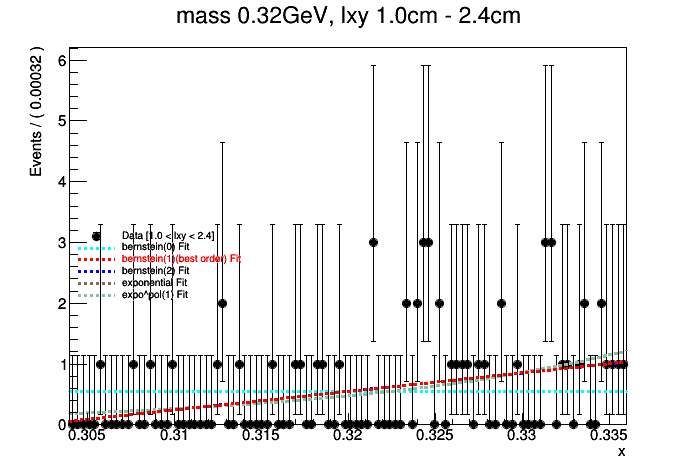 mass 0.32GeV, lxy 1.0cm - 2.4cm
Events / ( 0.00032 )
6
5
4
3
2
1
0
Data [1.0 < lxy < 2.4]
bernstein(0) Fit
bernstein(1)(best order) Fit
bernstein(2) Fit
exponential Fit
expo^pol(1) Fit
0.305 0.31 0.315 0.32 0.325 0.33 0.335
x